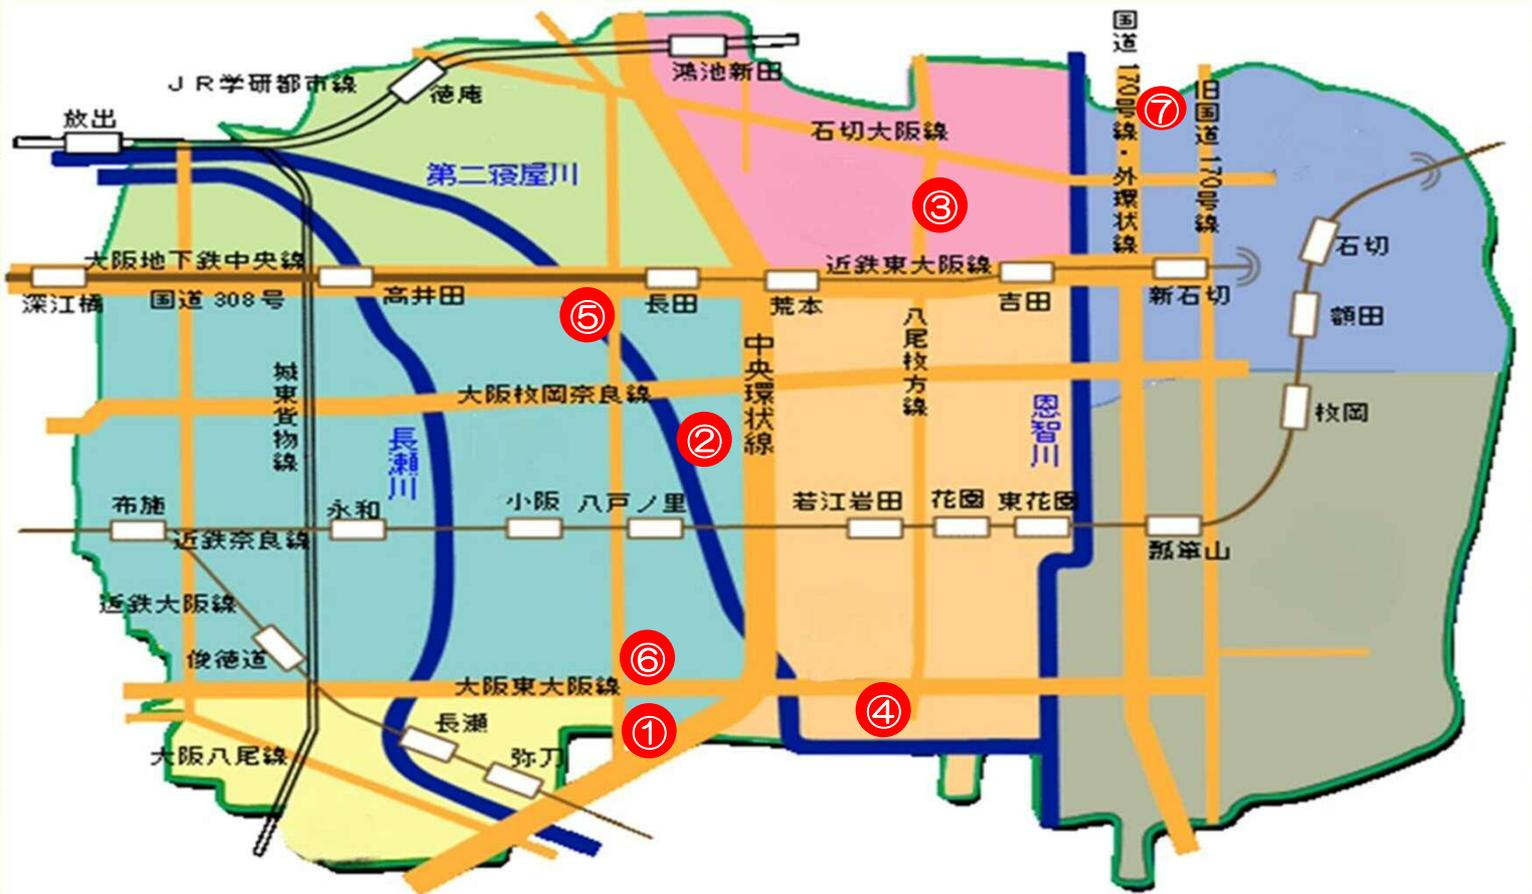 国道170号線・外環状線
旧国道170号線
⑦
鴻池新田
JR学研都市線
徳庵
放出
石切大阪線
第二寝屋川
③
大阪地下鉄中央線
近鉄東大阪線
石切
深江橋
国道308号
高井田
⑤
長田
荒本
吉田
新石切
額田
八尾枚方線
中央環状線
城東貨物線
大阪枚岡奈良線
枚岡
恩智川
長瀬川
②
布施
永和
小阪
八戸ノ里
若江岩田
花園
東花園
近鉄奈良線
瓢箪山
近鉄大阪線
俊徳道
⑥
大阪東大阪線
④
長瀬
①
大阪八尾線
弥刀